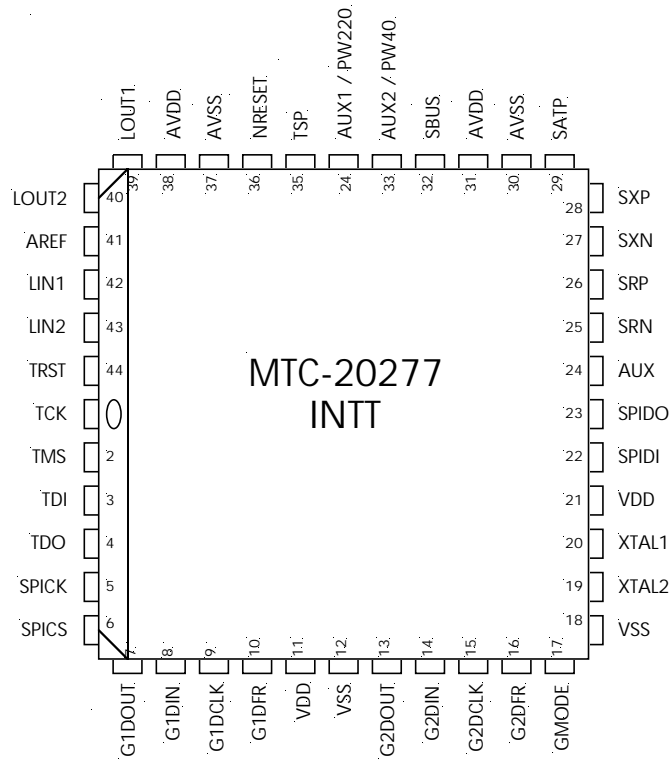 LOUT1
AVDD
AVSS
NRESET
TSP
AUX1 / PW220
AUX2 / PW40
SBUS
AVDD
AVSS
SATP
39
38
37
36
35
24
33
32
31
30
29
LOUT2 40
AREF 41
LIN1 42
LIN2 43
TRST 44
TCK
TMS 2
TDI 3
TDO 4
SPICK 5
SPICS 6
MTC-20277
INTT
28 SXP
27 SXN
26 SRP
25 SRN
24 AUX
23 SPIDO
22 SPIDI
21 VDD
20 XTAL1
19 XTAL2
18 VSS
7
8
9
10
11
12
13
14
15
16
17
G1DOUT
G1DIN
G1DCLK
G1DFR
VDD
VSS
G2DOUT
G2DIN
G2DCLK
G2DFR
GMODE